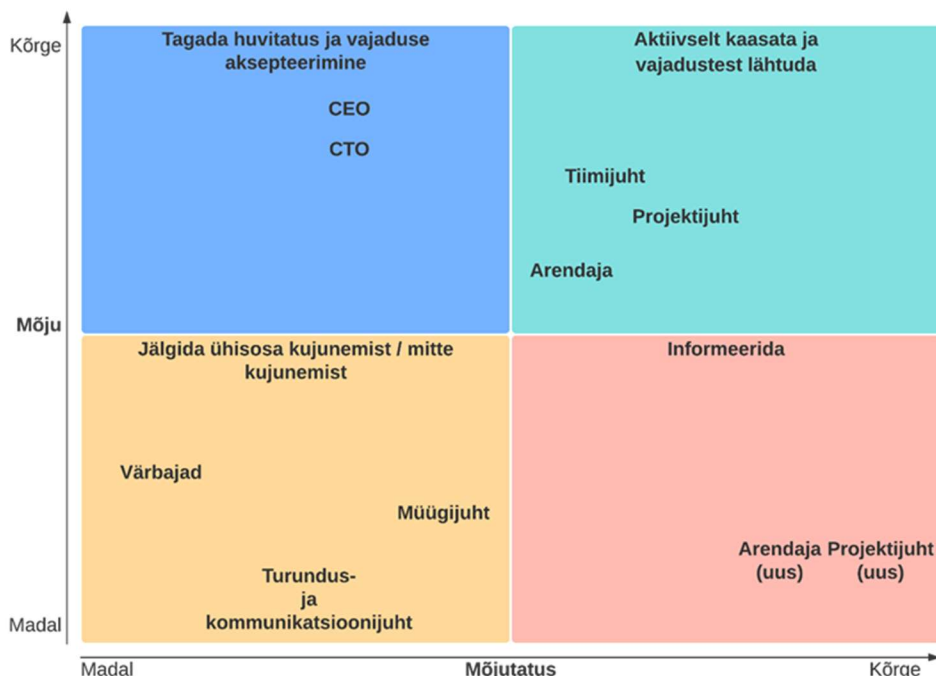 Kõrge
Tagada huvitatus ja vajaduse
aksepteerimine
CEO
CTO
Aktiivselt kaasata ja
vajadustest lähtuda
Tiimijuht
Projektijuht
Arendaja
Mõju
Jälgida ühisosa kujunemist / mitte
kujunemist
Värbajad
Müügijuht
Turundus-
ja
kommunikatsioonijuht
Informeerida
Arendaja
(uus)
Projektijuht
(uus)
Madal
Madal
Mõjutatus
Kõrge